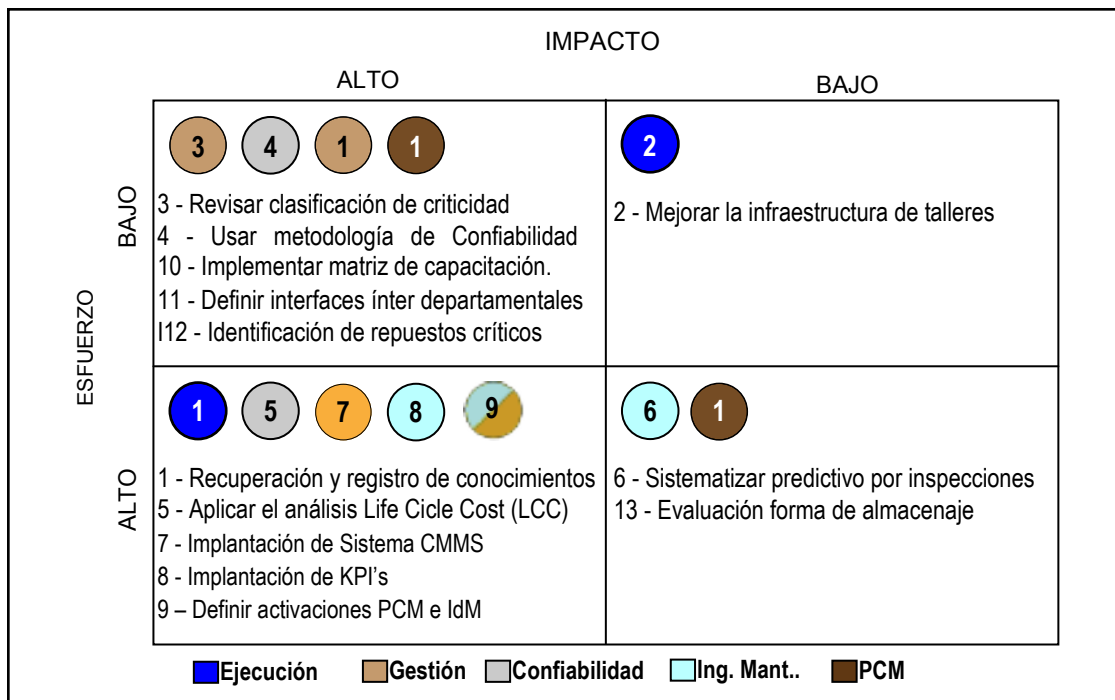 IMPACTO
ALTO
BAJO
ESFUERZO
BAJO
3 4 1 1
3 - Revisar clasificación de criticidad
4 - Usar metodología de Confiabilidad
10 - Implementar matriz de capacitación.
11 - Definir interfaces ínter departamentales
I12 - Identificación de repuestos críticos
2
2 - Mejorar la infraestructura de talleres
ALTO
1 5 7 8 9
1 - Recuperación y registro de conocimientos
5 - Aplicar el análisis Life Cicle Cost (LCC)
7 - Implantación de Sistema CMMS
8 - Implantación de KPI's
9 – Definir activaciones PCM e IdM
6 1
6 - Sistematizar predictivo por inspecciones
13 - Evaluación forma de almacenaje
Ejecución Gestión Confiabilidad Ing. Mant.. PCM